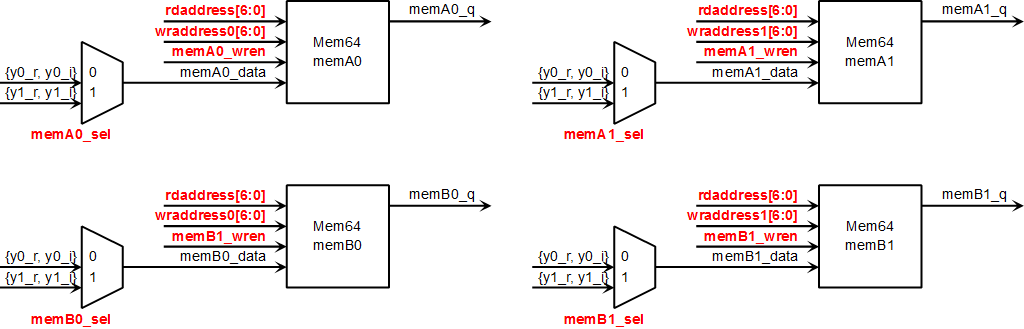 rdaddress[6:0]
wraddress0[6:0]
memA0_wren
memA0_data
Mem64
memA0
memA0_q
{y0_r, y0_i}
{y1_r, y1_i}
0
1
memA0_sel
rdaddress[6:0]
wraddress1[6:0]
memA1_wren
memA1_data
Mem64
memA1
memA1_q
{y0_r, y0_i}
{y1_r, y1_i}
0
1
memA1_sel
rdaddress[6:0]
wraddress0[6:0]
memB1_wren
memB0_data
Mem64
memB0
memB0_q
{y0_r, y0_i}
{y1_r, y1_i}
0
1
memB0_sel
rdaddress[6:0]
wraddress1[6:0]
memB1_wren
memB1_data
Mem64
memB1
memB1_q
{y0_r, y0_i}
{y1_r, y1_i}
0
1
memB1_sel